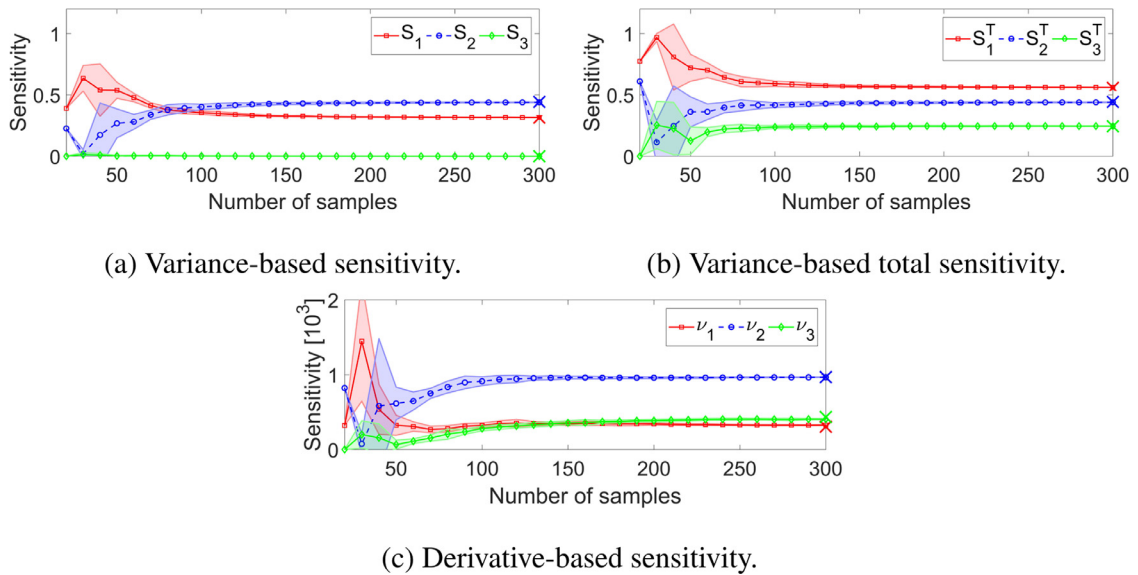 1
0.5
0
Sensitivity
S₁ S₂ S₃
50 100 150 200 250 300
Number of samples
(a) Variance-based sensitivity.
1
0.5
0
Sensitivity
S₁ᵀ S₂ᵀ S₃ᵀ
50 100 150 200 250 300
Number of samples
(b) Variance-based total sensitivity.
2
1
0
Sensitivity [10³]
ν₁ ν₂ ν₃
50 100 150 200 250 300
Number of samples
(c) Derivative-based sensitivity.